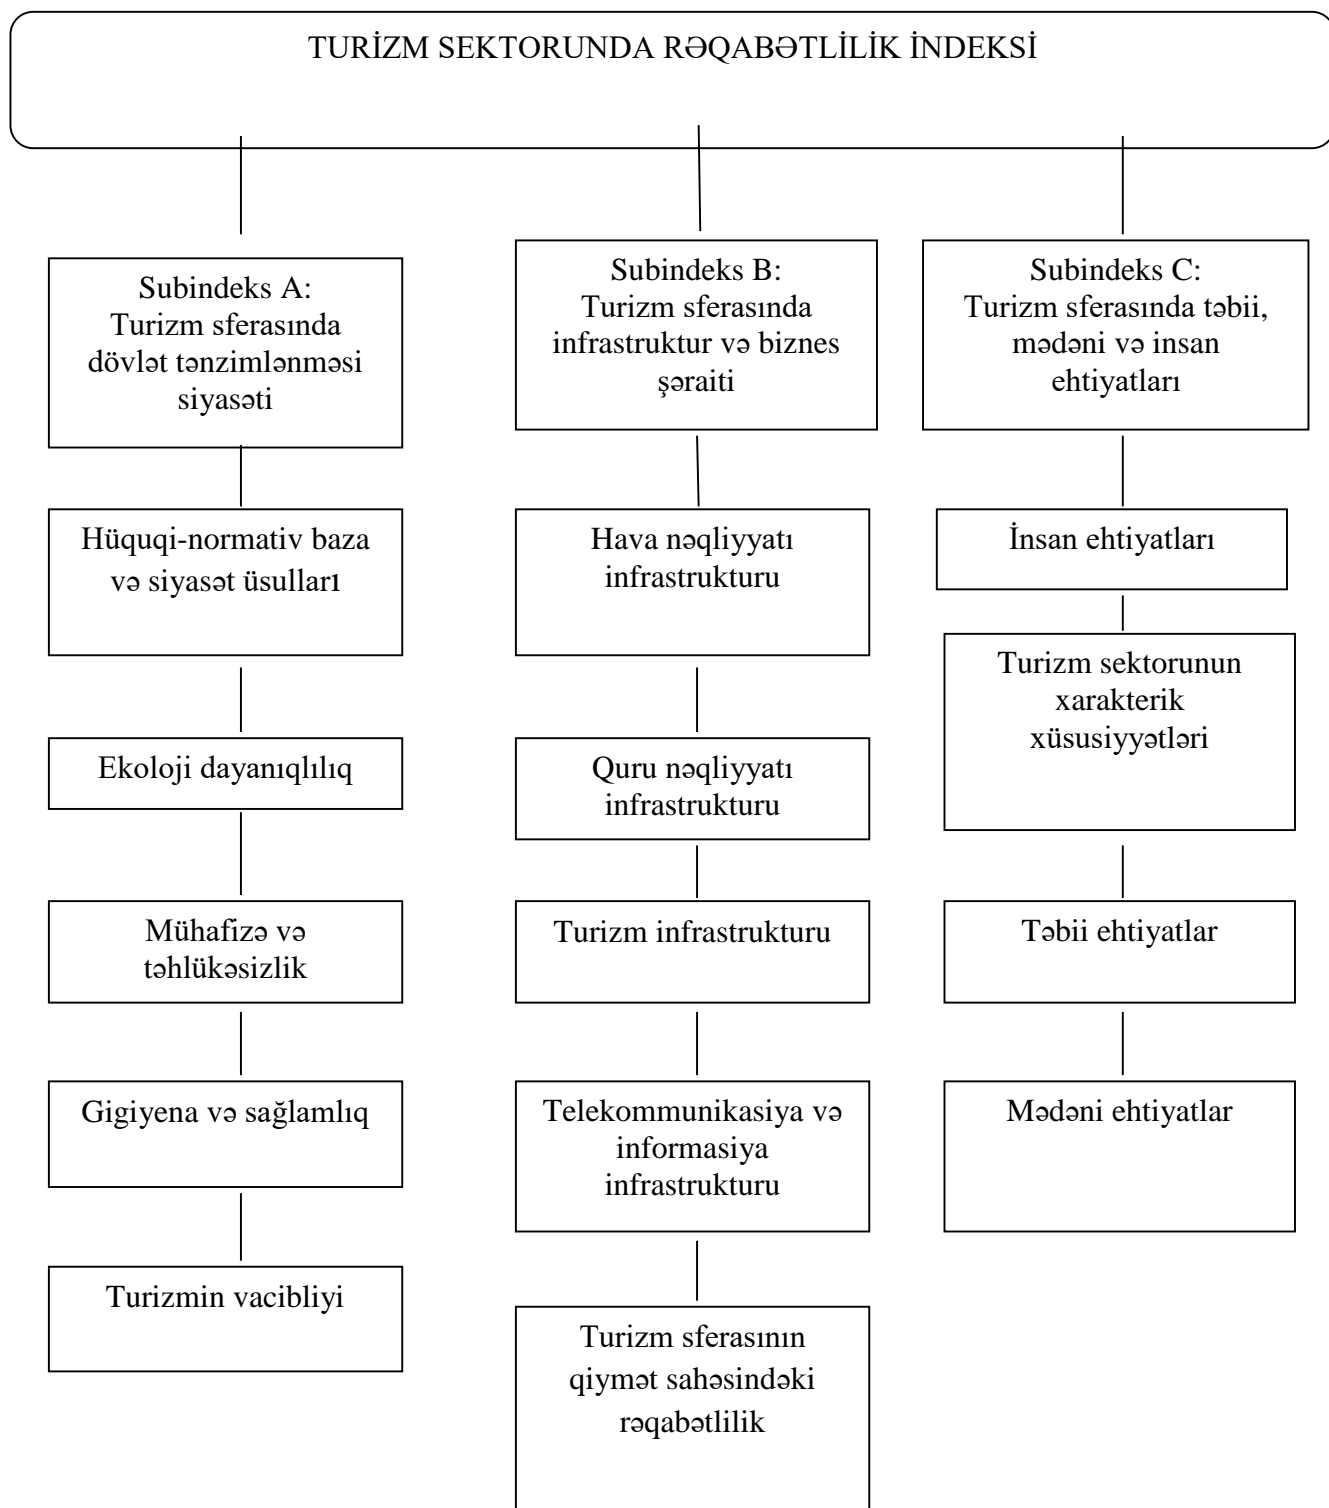 TURİZM SEKTORUNDA RƏQABƏTLİLİK İNDEKSİ
Subindeks A:
Turizm sferasında
dövlət tənzimlənməsi
siyasəti
Hüquqi-normativ baza
və siyasət üsulları
Ekoloji dayanıqlılıq
Mühafizə və
təhlükəsizlik
Gigiyena və sağlamlıq
Turizmin vacibliyi
Subindeks B:
Turizm sferasında
infrastruktur və biznes
şəraiti
Hava nəqliyyatı
infrastrukturu
Quru nəqliyyatı
infrastrukturu
Turizm infrastrukturu
Telekommunikasiya və
informasiya
infrastrukturu
Turizm sferasının
qiymət sahəsindəki
rəqabətlilik
Subindeks C:
Turizm sferasında təbii,
mədəni və insan
ehtiyatları
İnsan ehtiyatları
Turizm sektorunun
xarakterik
xüsusiyyətləri
Təbii ehtiyatlar
Mədəni ehtiyatlar